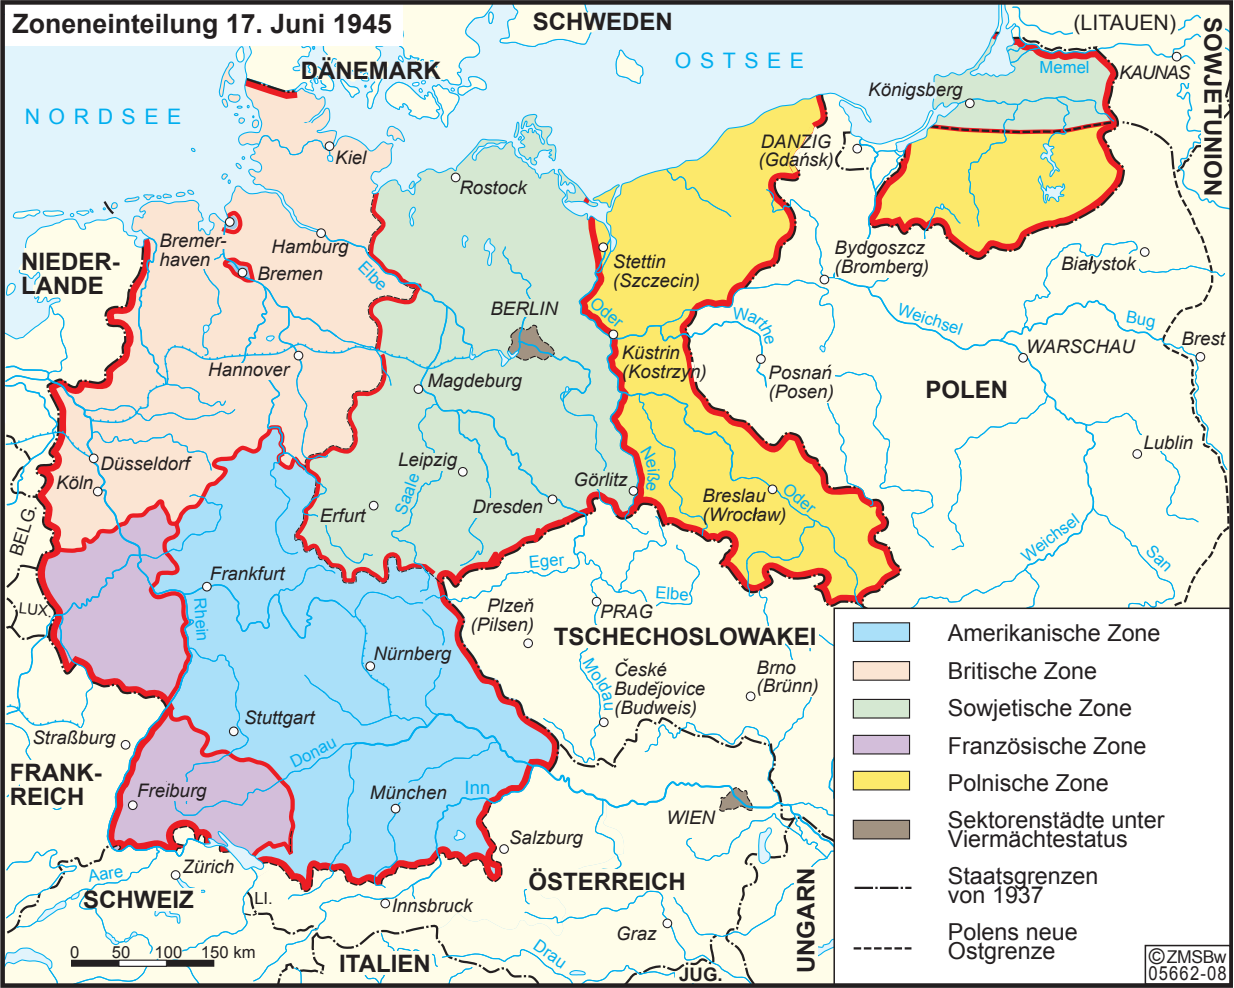 Zoneneinteilung 17. Juni 1945
SCHWEDEN
(LITAUEN)
SOWJETUNION
DÄNEMARK
OSTSEE
Memel
KAUNAS
Königsberg
NORDSEE
Kiel
DANZIG
(Gdańsk)
Rostock
Bremer-
haven
Hamburg
Bremen
NIEDER-
LANDE
Elbe
Stettin
(Szczecin)
Bydgoszcz
(Bromberg)
Białystok
BERLIN
Oder
Warthe
Weichsel
Bug
Brest
Hannover
Magdeburg
Küstrin
(Kostrzyn)
Posnań
(Posen)
WARSCHAU
POLEN
Düsseldorf
Köln
Leipzig
Saale
Görlitz
Neiße
Lublin
Erfurt
Dresden
Breslau
(Wrocław)
Oder
BELG.
Weichsel
San
Eger
Elbe
Frankfurt
Rhein
LUX.
Plzeň
(Pilsen)
PRAG
TSCHECHOSLOWAKEI
Nürnberg
Moldau
České
Budejovice
(Budweis)
Brno
(Brünn)
Stuttgart
Straßburg
Donau
FRANK-
REICH
Freiburg
München
Inn
WIEN
Salzburg
Zürich
Aare
SCHWEIZ
LI.
Innsbruck
ÖSTERREICH
Graz
UNGARN
Drau
ITALIEN
JUG.
0 50 100 150 km
Amerikanische Zone
Britische Zone
Sowjetische Zone
Französische Zone
Polnische Zone
Sektorenstädte unter
Viermächtestatus
Staatsgrenzen
von 1937
Polens neue
Ostgrenze
©ZMSBw
05662-08